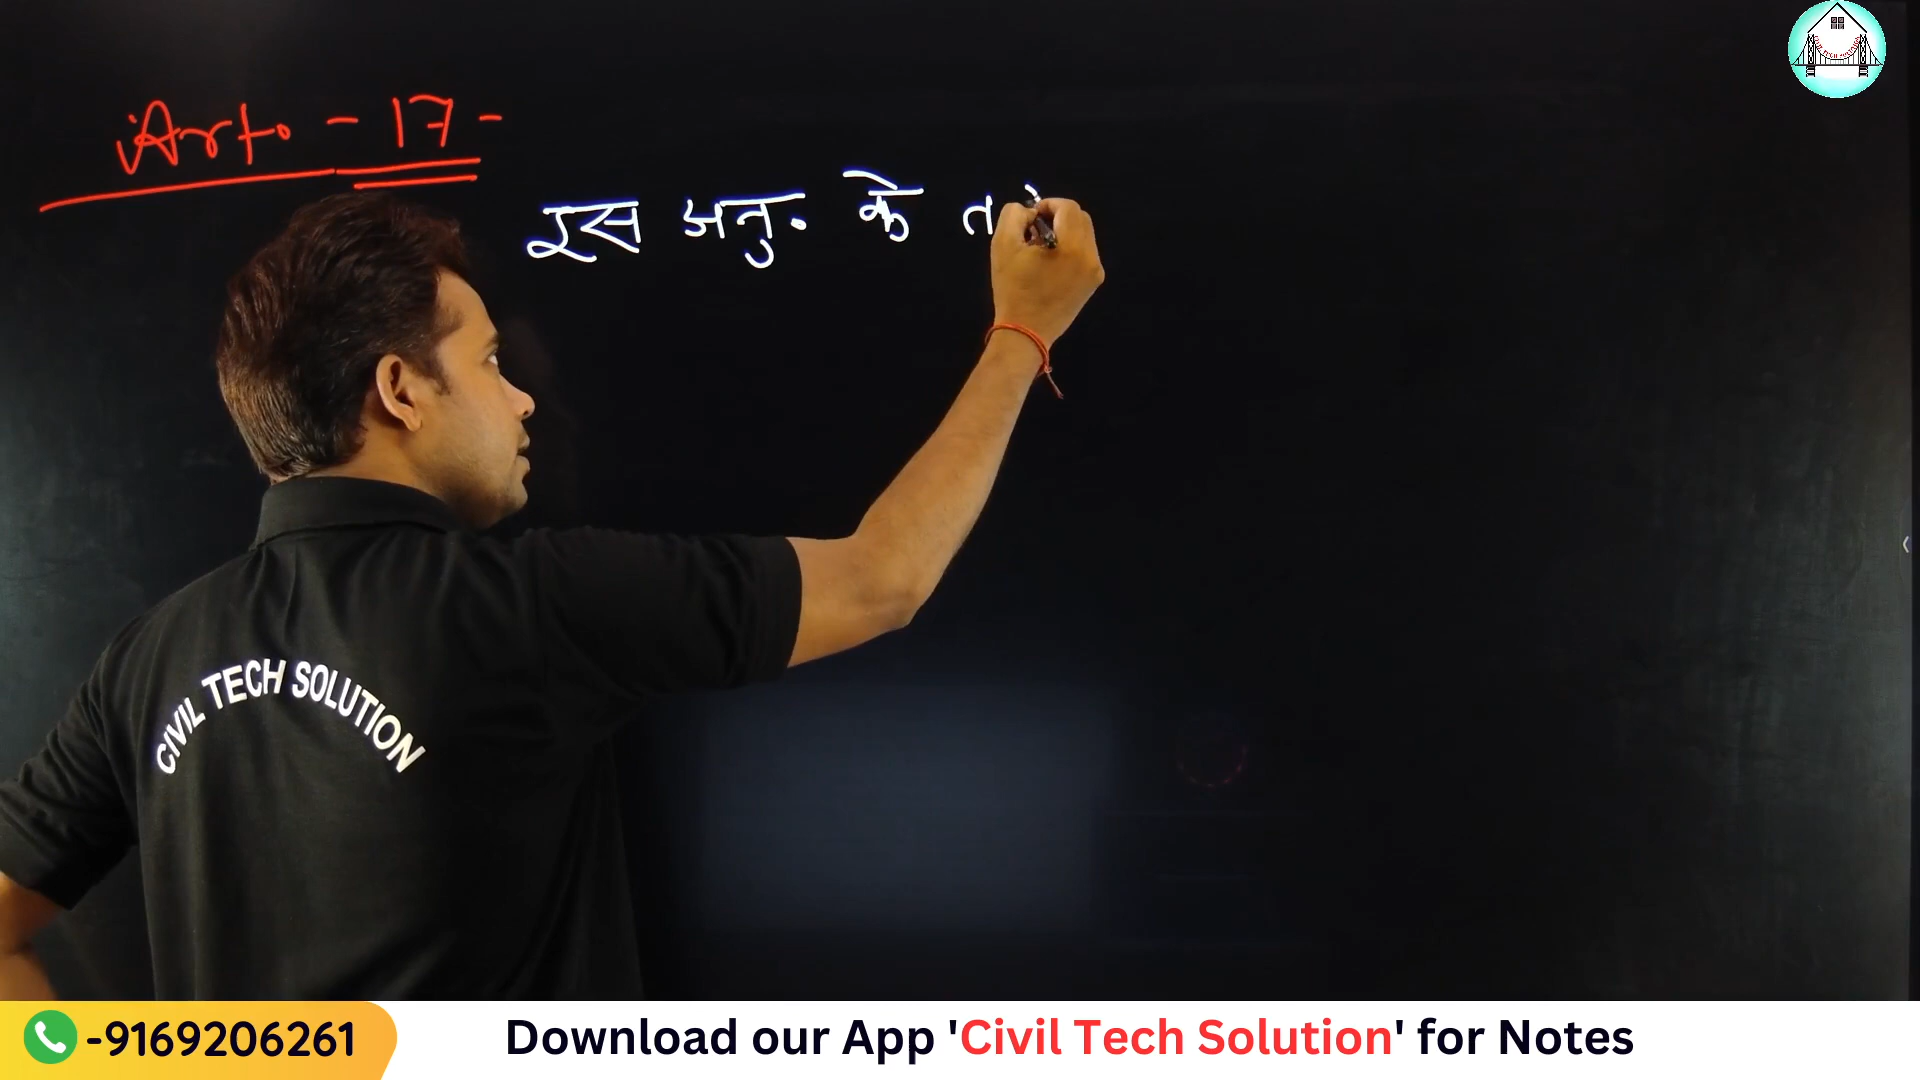 Art. - 17 -
इस अनु. के त
CIVIL TECH SOLUTION
-9169206261
Download our App 'Civil Tech Solution' for Notes